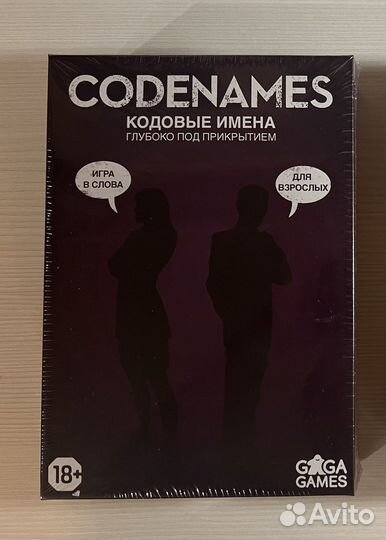 CODENAMES
КОДОВЫЕ ИМЕНА
ГЛУБОКО ПОД ПРИКРЫТИЕМ
ИГРА
В СЛОВА
ДЛЯ
ВЗРОСЛЫХ
18+
GAGA
GAMES
Avito